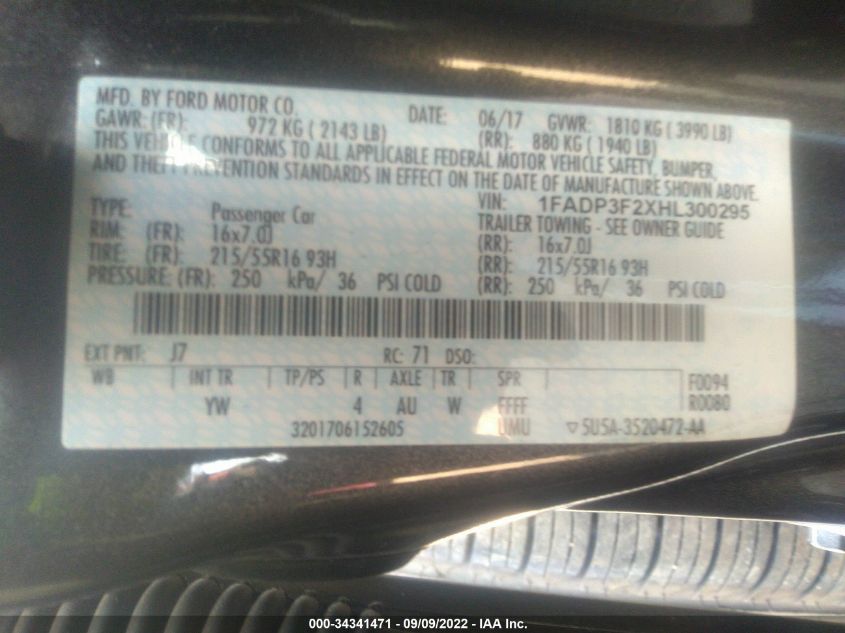 MFD. BY FORD MOTOR CO.
DATE: 06/17 GVWR: 1810 KG ( 3990 LB)
GAWR: (FR): 972 KG ( 2143 LB) (RR): 880 KG ( 1940 LB)
THIS VEHICLE CONFORMS TO ALL APPLICABLE FEDERAL MOTOR VEHICLE SAFETY, BUMPER,
AND THEFT PREVENTION STANDARDS IN EFFECT ON THE DATE OF MANUFACTURE SHOWN ABOVE.
VIN: 1FADP3F2XHL300295
TYPE: Passenger Car TRAILER TOWING - SEE OWNER GUIDE
RIM: (FR): 16x7.0J (RR): 16x7.0J
TIRE: (FR): 215/55R16 93H (RR): 215/55R16 93H
PRESSURE: (FR): 250 kPa/ 36 PSI COLD (RR): 250 kPa/ 36 PSI COLD
EXT PNT: J7 RC: 71 DSO:
WB INT TR TP/PS R AXLE TR SPR F0094
YW 4 AU W FFFF R0080
3201706152605 UMU ▽5U5A-3520472-AA
000-34341471 - 09/09/2022 - IAA Inc.